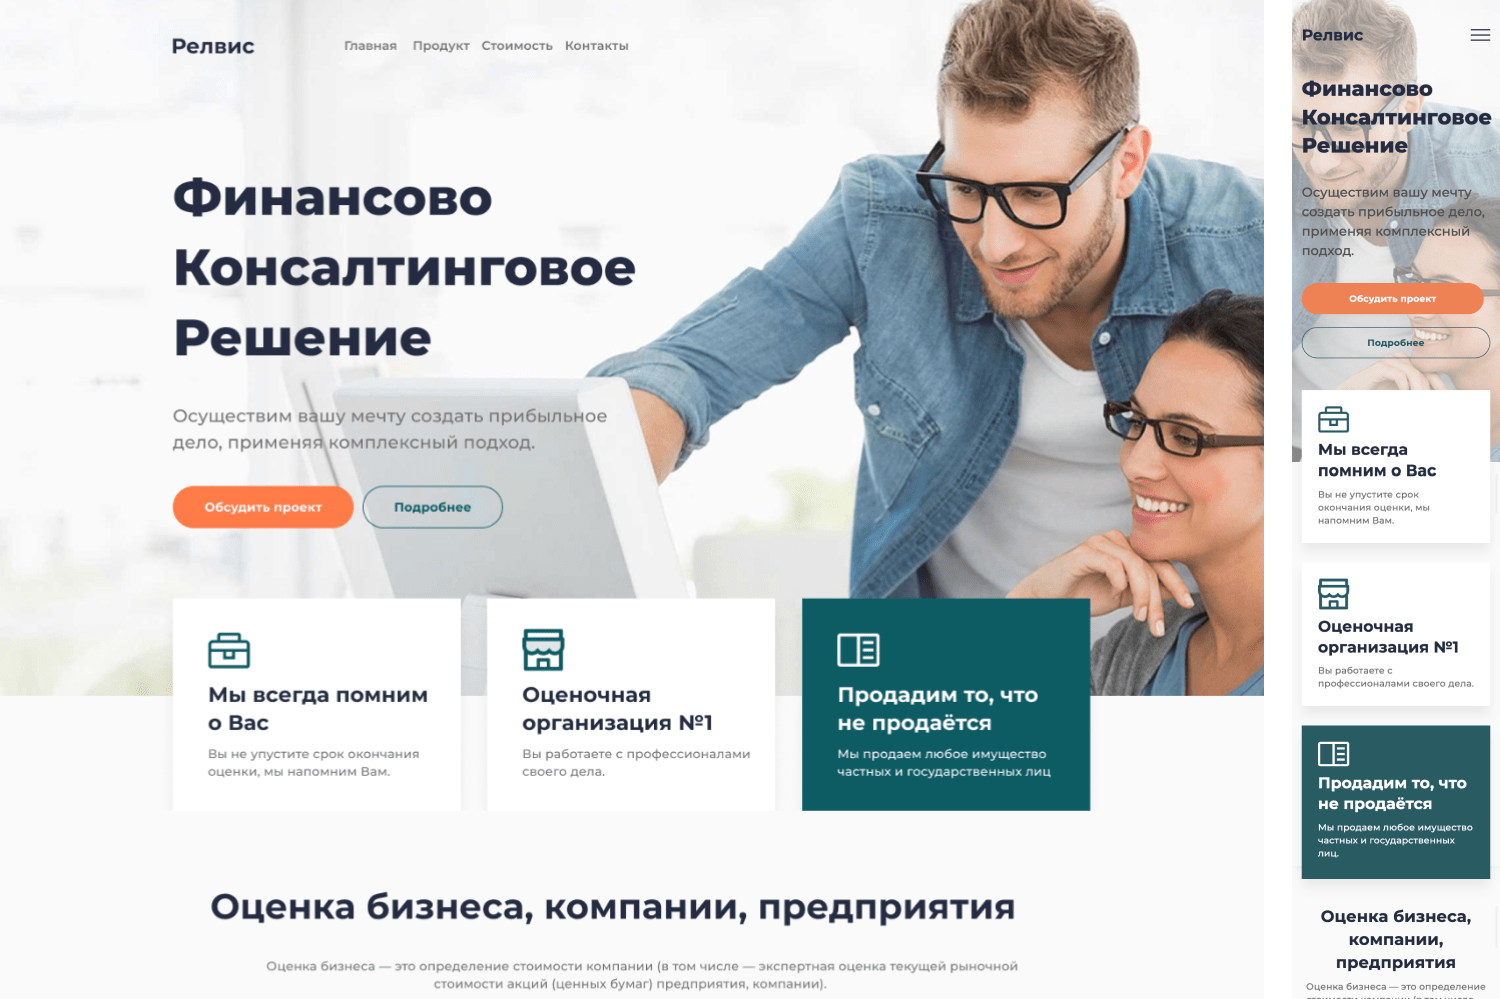 Релвис
Главная Продукт Стоимость Контакты
Финансово
Консалтинговое
Решение
Осуществим вашу мечту создать прибыльное
дело, применяя комплексный подход.
Обсудить проект
Подробнее
Мы всегда помним
о Вас
Вы не упустите срок окончания
оценки, мы напомним Вам.
Оценочная
организация №1
Вы работаете с профессионалами
своего дела.
Продадим то, что
не продаётся
Мы продаем любое имущество
частных и государственных лиц
Оценка бизнеса, компании, предприятия
Оценка бизнеса — это определение стоимости компании (в том числе — экспертная оценка текущей рыночной
стоимости акций (ценных бумаг) предприятия, компании).
Релвис
Финансово
Консалтинговое
Решение
Осуществим вашу мечту
создать прибыльное дело,
применяя комплексный
подход.
Обсудить проект
Подробнее
Мы всегда
помним о Вас
Вы не упустите срок
окончания оценки, мы
напомним Вам.
Оценочная
организация №1
Вы работаете с
профессионалами своего дела.
Продадим то, что
не продаётся
Мы продаем любое имущество
частных и государственных
лиц.
Оценка бизнеса,
компании,
предприятия
Оценка бизнеса — это определение